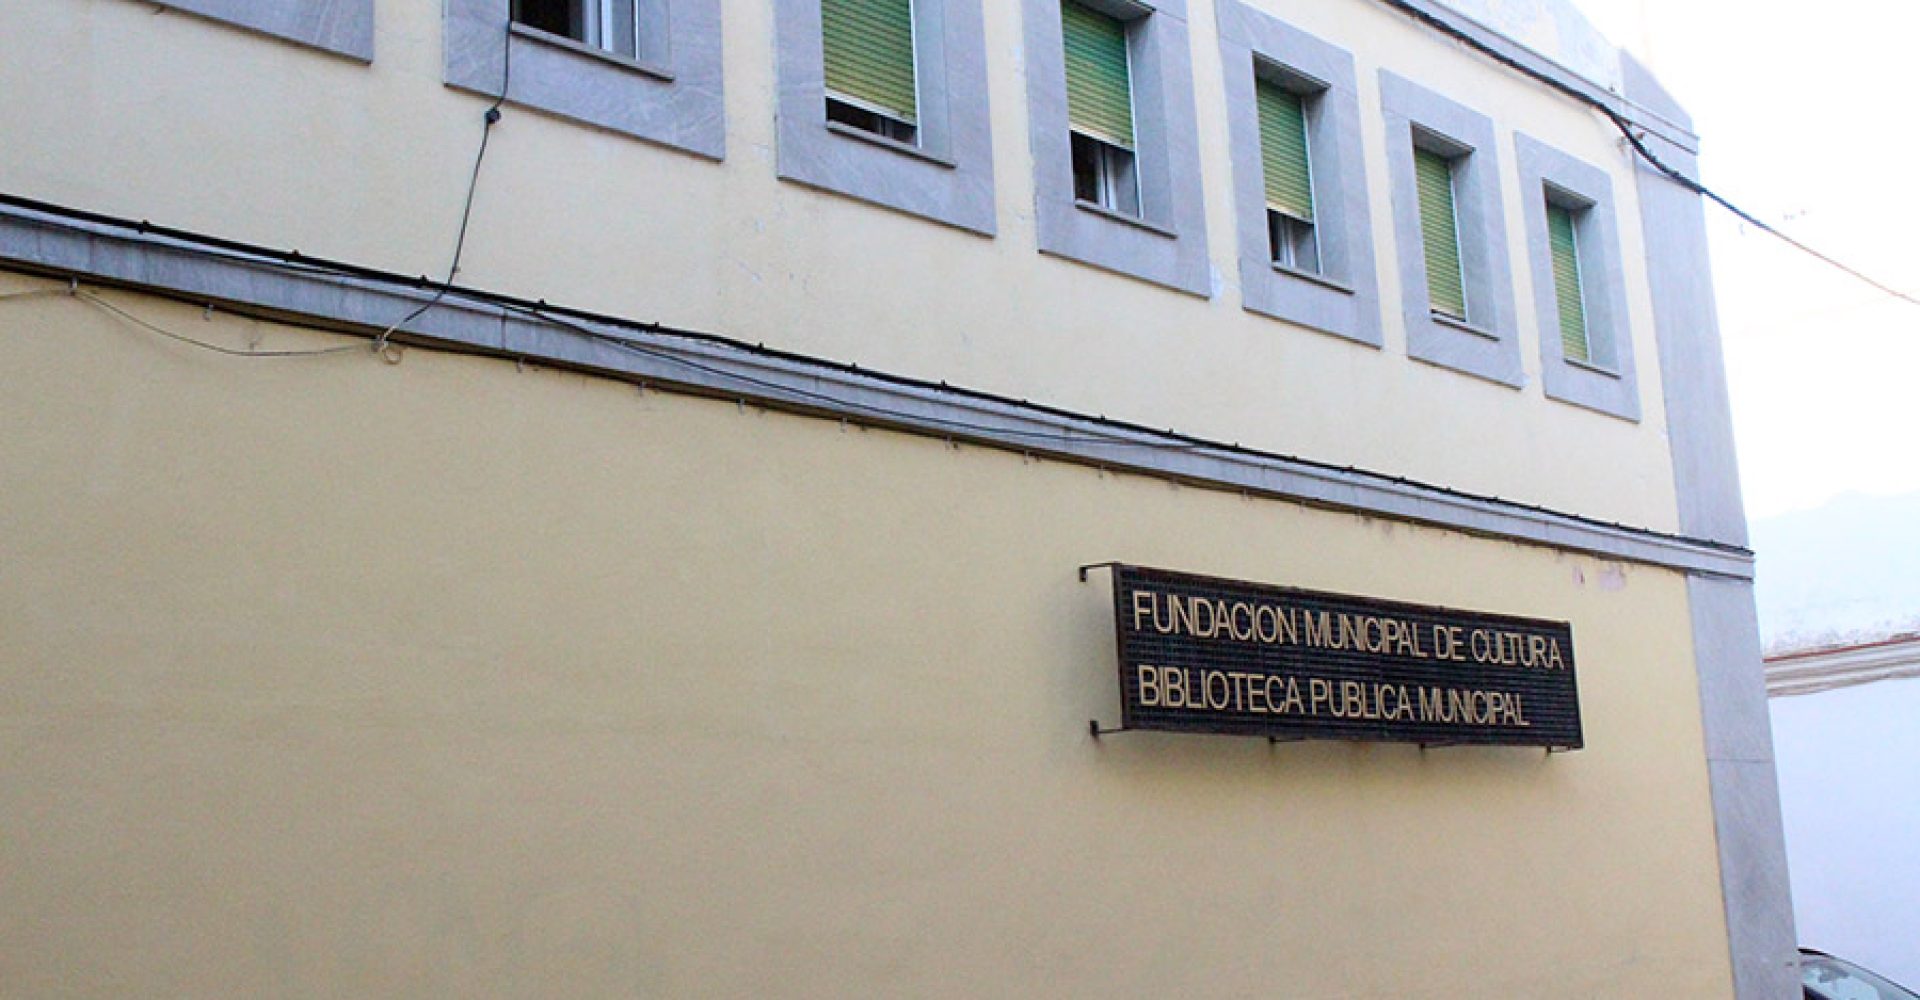 FUNDACION MUNICIPAL DE CULTURA
BIBLIOTECA PUBLICA MUNICIPAL